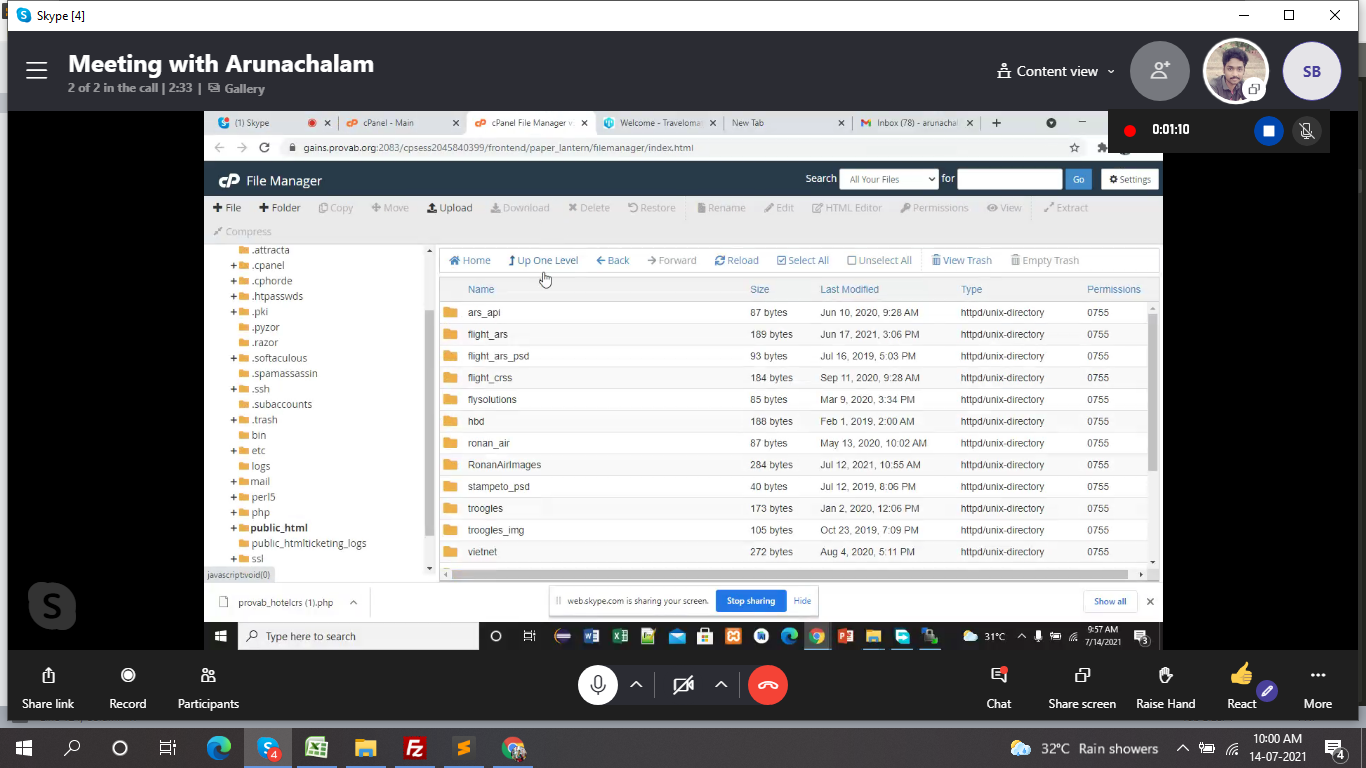 Skype [4]
Meeting with Arunachalam
2 of 2 in the call | 2:33 | Gallery
Content view
SB
0:01:10
(1) Skype
cPanel - Main
cPanel File Manager v
Welcome - Travelomat
New Tab
Inbox (78) - arunachal
gains.provab.org:2083/cpsess2045840399/frontend/paper_lantern/filemanager/index.html
cP File Manager
Search All Your Files for Go Settings
File Folder Copy Move Upload Download Delete Restore Rename Edit HTML Editor Permissions View Extract
Compress
.attracta
.cpanel
.cphorde
.htpasswds
.pki
.pyzor
.razor
.softaculous
.spamassassin
.ssh
.subaccounts
.trash
bin
etc
logs
mail
perl5
php
public_html
public_htmlticketing_logs
ssl
javascript:void(0)
Home Up One Level Back Forward Reload Select All Unselect All View Trash Empty Trash
Name Size Last Modified Type Permissions
ars_api 87 bytes Jun 10, 2020, 9:28 AM httpd/unix-directory 0755
flight_ars 189 bytes Jun 17, 2021, 3:06 PM httpd/unix-directory 0755
flight_ars_psd 93 bytes Jul 16, 2019, 5:03 PM httpd/unix-directory 0755
flight_crss 184 bytes Sep 11, 2020, 9:28 AM httpd/unix-directory 0755
flysolutions 85 bytes Mar 9, 2020, 3:34 PM httpd/unix-directory 0755
hbd 188 bytes Feb 1, 2019, 2:00 AM httpd/unix-directory 0755
ronan_air 87 bytes May 13, 2020, 10:02 AM httpd/unix-directory 0755
RonanAirImages 284 bytes Jul 12, 2021, 10:55 AM httpd/unix-directory 0755
stampeto_psd 40 bytes Jul 12, 2019, 8:06 PM httpd/unix-directory 0755
troogles 173 bytes Jan 2, 2020, 12:06 PM httpd/unix-directory 0755
troogles_img 105 bytes Oct 23, 2019, 7:09 PM httpd/unix-directory 0755
vietnet 272 bytes Aug 4, 2020, 5:11 PM httpd/unix-directory 0755
provab_hotelcrs (1).php
web.skype.com is sharing your screen. Stop sharing Hide
Show all
Type here to search
31°C
9:57 AM
7/14/2021
3
Share link
Record
Participants
Chat
Share screen
Raise Hand
React
More
4
32°C Rain showers
10:00 AM
14-07-2021
4